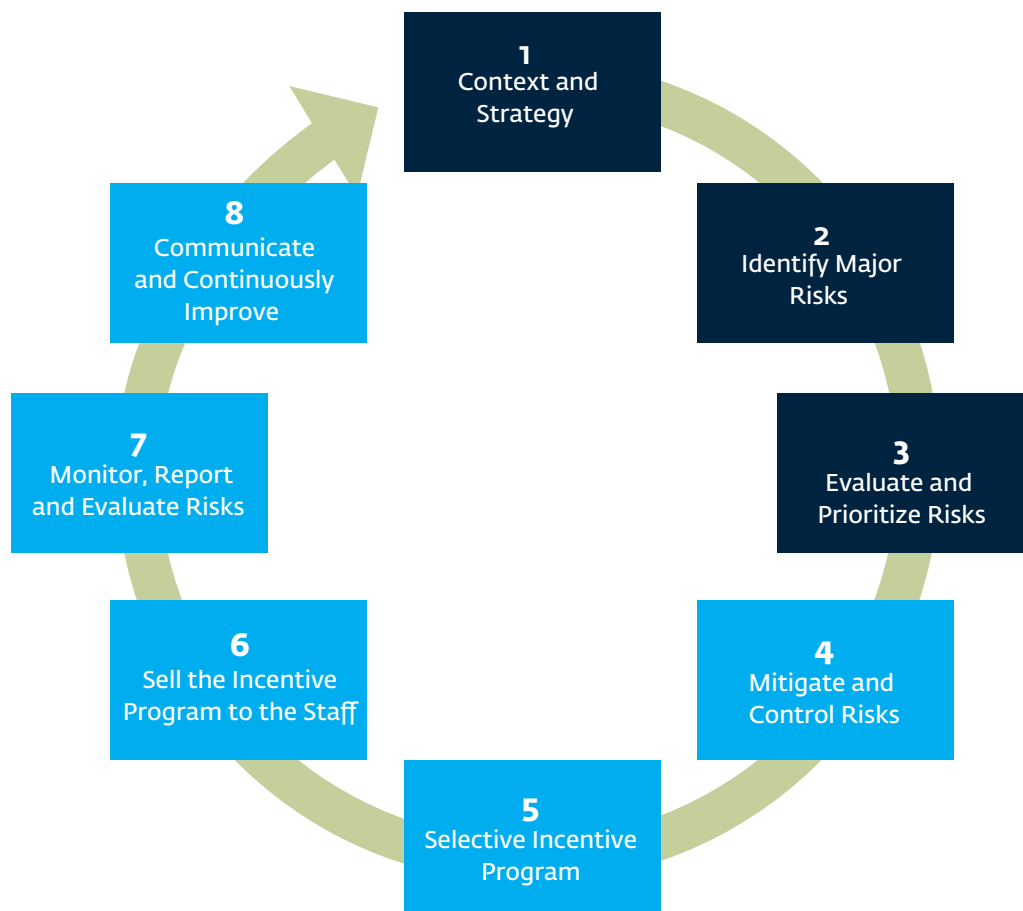 1
Context and
Strategy
2
Identify Major
Risks
3
Evaluate and
Prioritize Risks
4
Mitigate and
Control Risks
5
Selective Incentive
Program
6
Sell the Incentive
Program to the Staff
7
Monitor, Report
and Evaluate Risks
8
Communicate
and Continuously
Improve